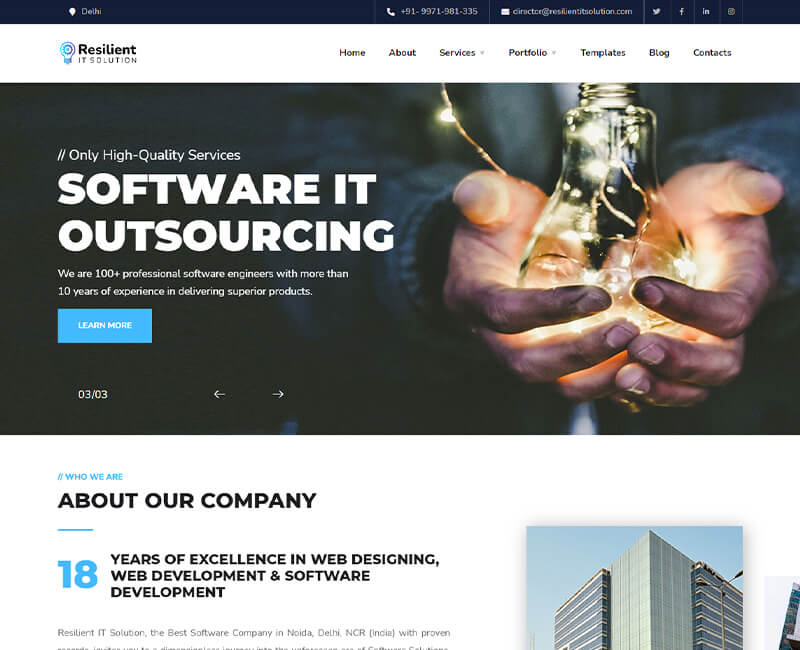 Delhi
+91- 9971-981-335
director@resilientitsolution.com
Resilient
IT SOLUTION
Home
About
Services
Portfolio
Templates
Blog
Contacts
// Only High-Quality Services
SOFTWARE IT
OUTSOURCING
We are 100+ professional software engineers with more than
10 years of experience in delivering superior products.
LEARN MORE
03/03
// WHO WE ARE
ABOUT OUR COMPANY
18
YEARS OF EXCELLENCE IN WEB DESIGNING,
WEB DEVELOPMENT & SOFTWARE
DEVELOPMENT
Resilient IT Solution, the Best Software Company in Noida, Delhi, NCR (India) with proven